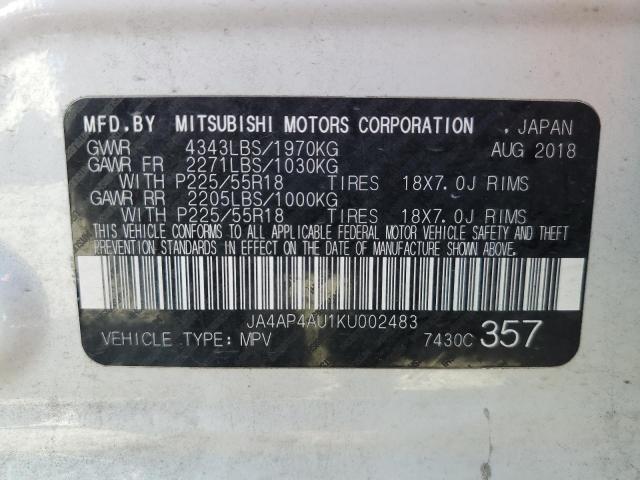 MFD.BY MITSUBISHI MOTORS CORPORATION , JAPAN
GVWR 4343LBS/1970KG AUG 2018
GAWR FR 2271LBS/1030KG
WITH P225/55R18 TIRES 18X7.0J RIMS
GAWR RR 2205LBS/1000KG
WITH P225/55R18 TIRES 18X7.0J RIMS
THIS VEHICLE CONFORMS TO ALL APPLICABLE FEDERAL MOTOR VEHICLE SAFETY AND THEFT
PREVENTION STANDARDS IN EFFECT ON THE DATE OF MANUFACTURE SHOWN ABOVE.
JA4AP4AU1KU002483
VEHICLE TYPE: MPV 7430C 357